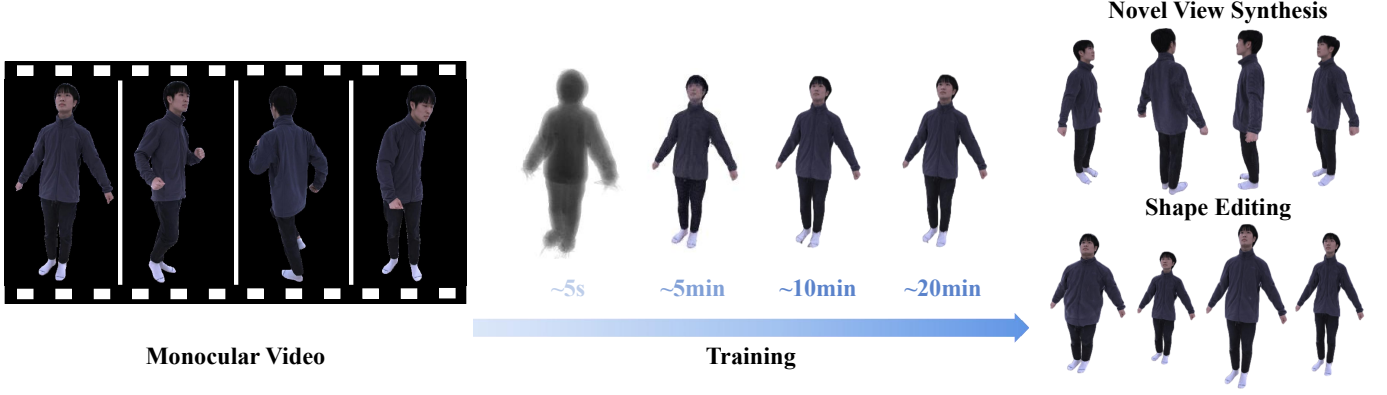 Novel View Synthesis
Shape Editing
~5s
~5min
~10min
~20min
Monocular Video
Training